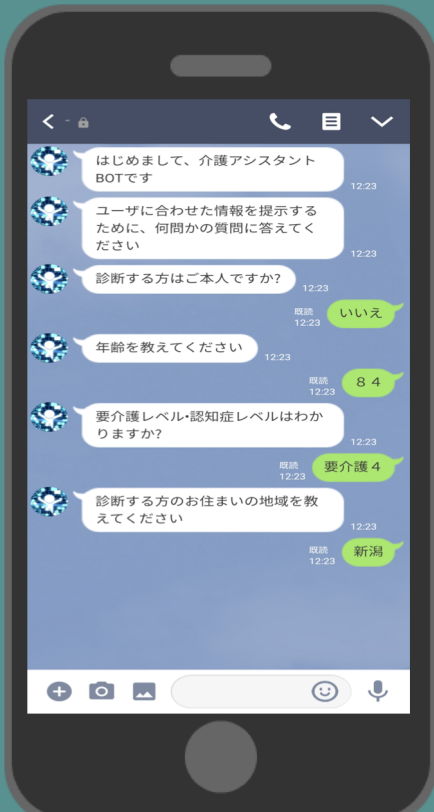 はじめまして、介護アシスタント
BOTです
12:23
ユーザに合わせた情報を提示する
ために、何問かの質問に答えてく
ださい
12:23
診断する方はご本人ですか?
12:23
既読
12:23
いいえ
年齢を教えてください
12:23
既読
12:23
８４
要介護レベル・認知症レベルはわか
りますか?
12:23
既読
12:23
要介護４
診断する方のお住まいの地域を教
えてください
12:23
既読
12:23
新潟